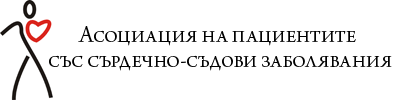 Асоциация на пациентите
със сърдечно-съдови заболявания